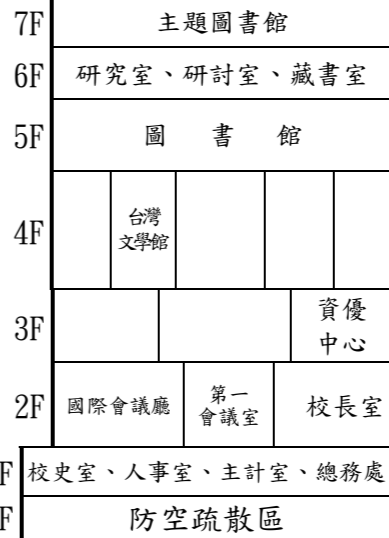 7F 主題圖書館
6F 研究室、研討室、藏書室
5F 圖書館
4F 台灣
文學館
3F 資優
中心
2F 國際會議廳 第一
會議室 校長室
F 校史室、人事室、主計室、總務處
F 防空疏散區